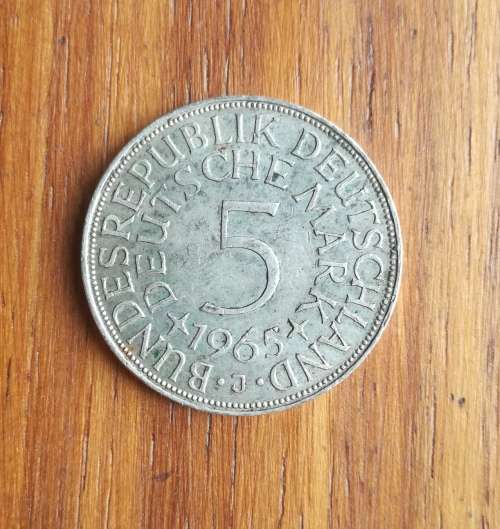 BUNDESREPUBLIK DEUTSCHLAND
DEUTSCHE MARK
5
1965
J